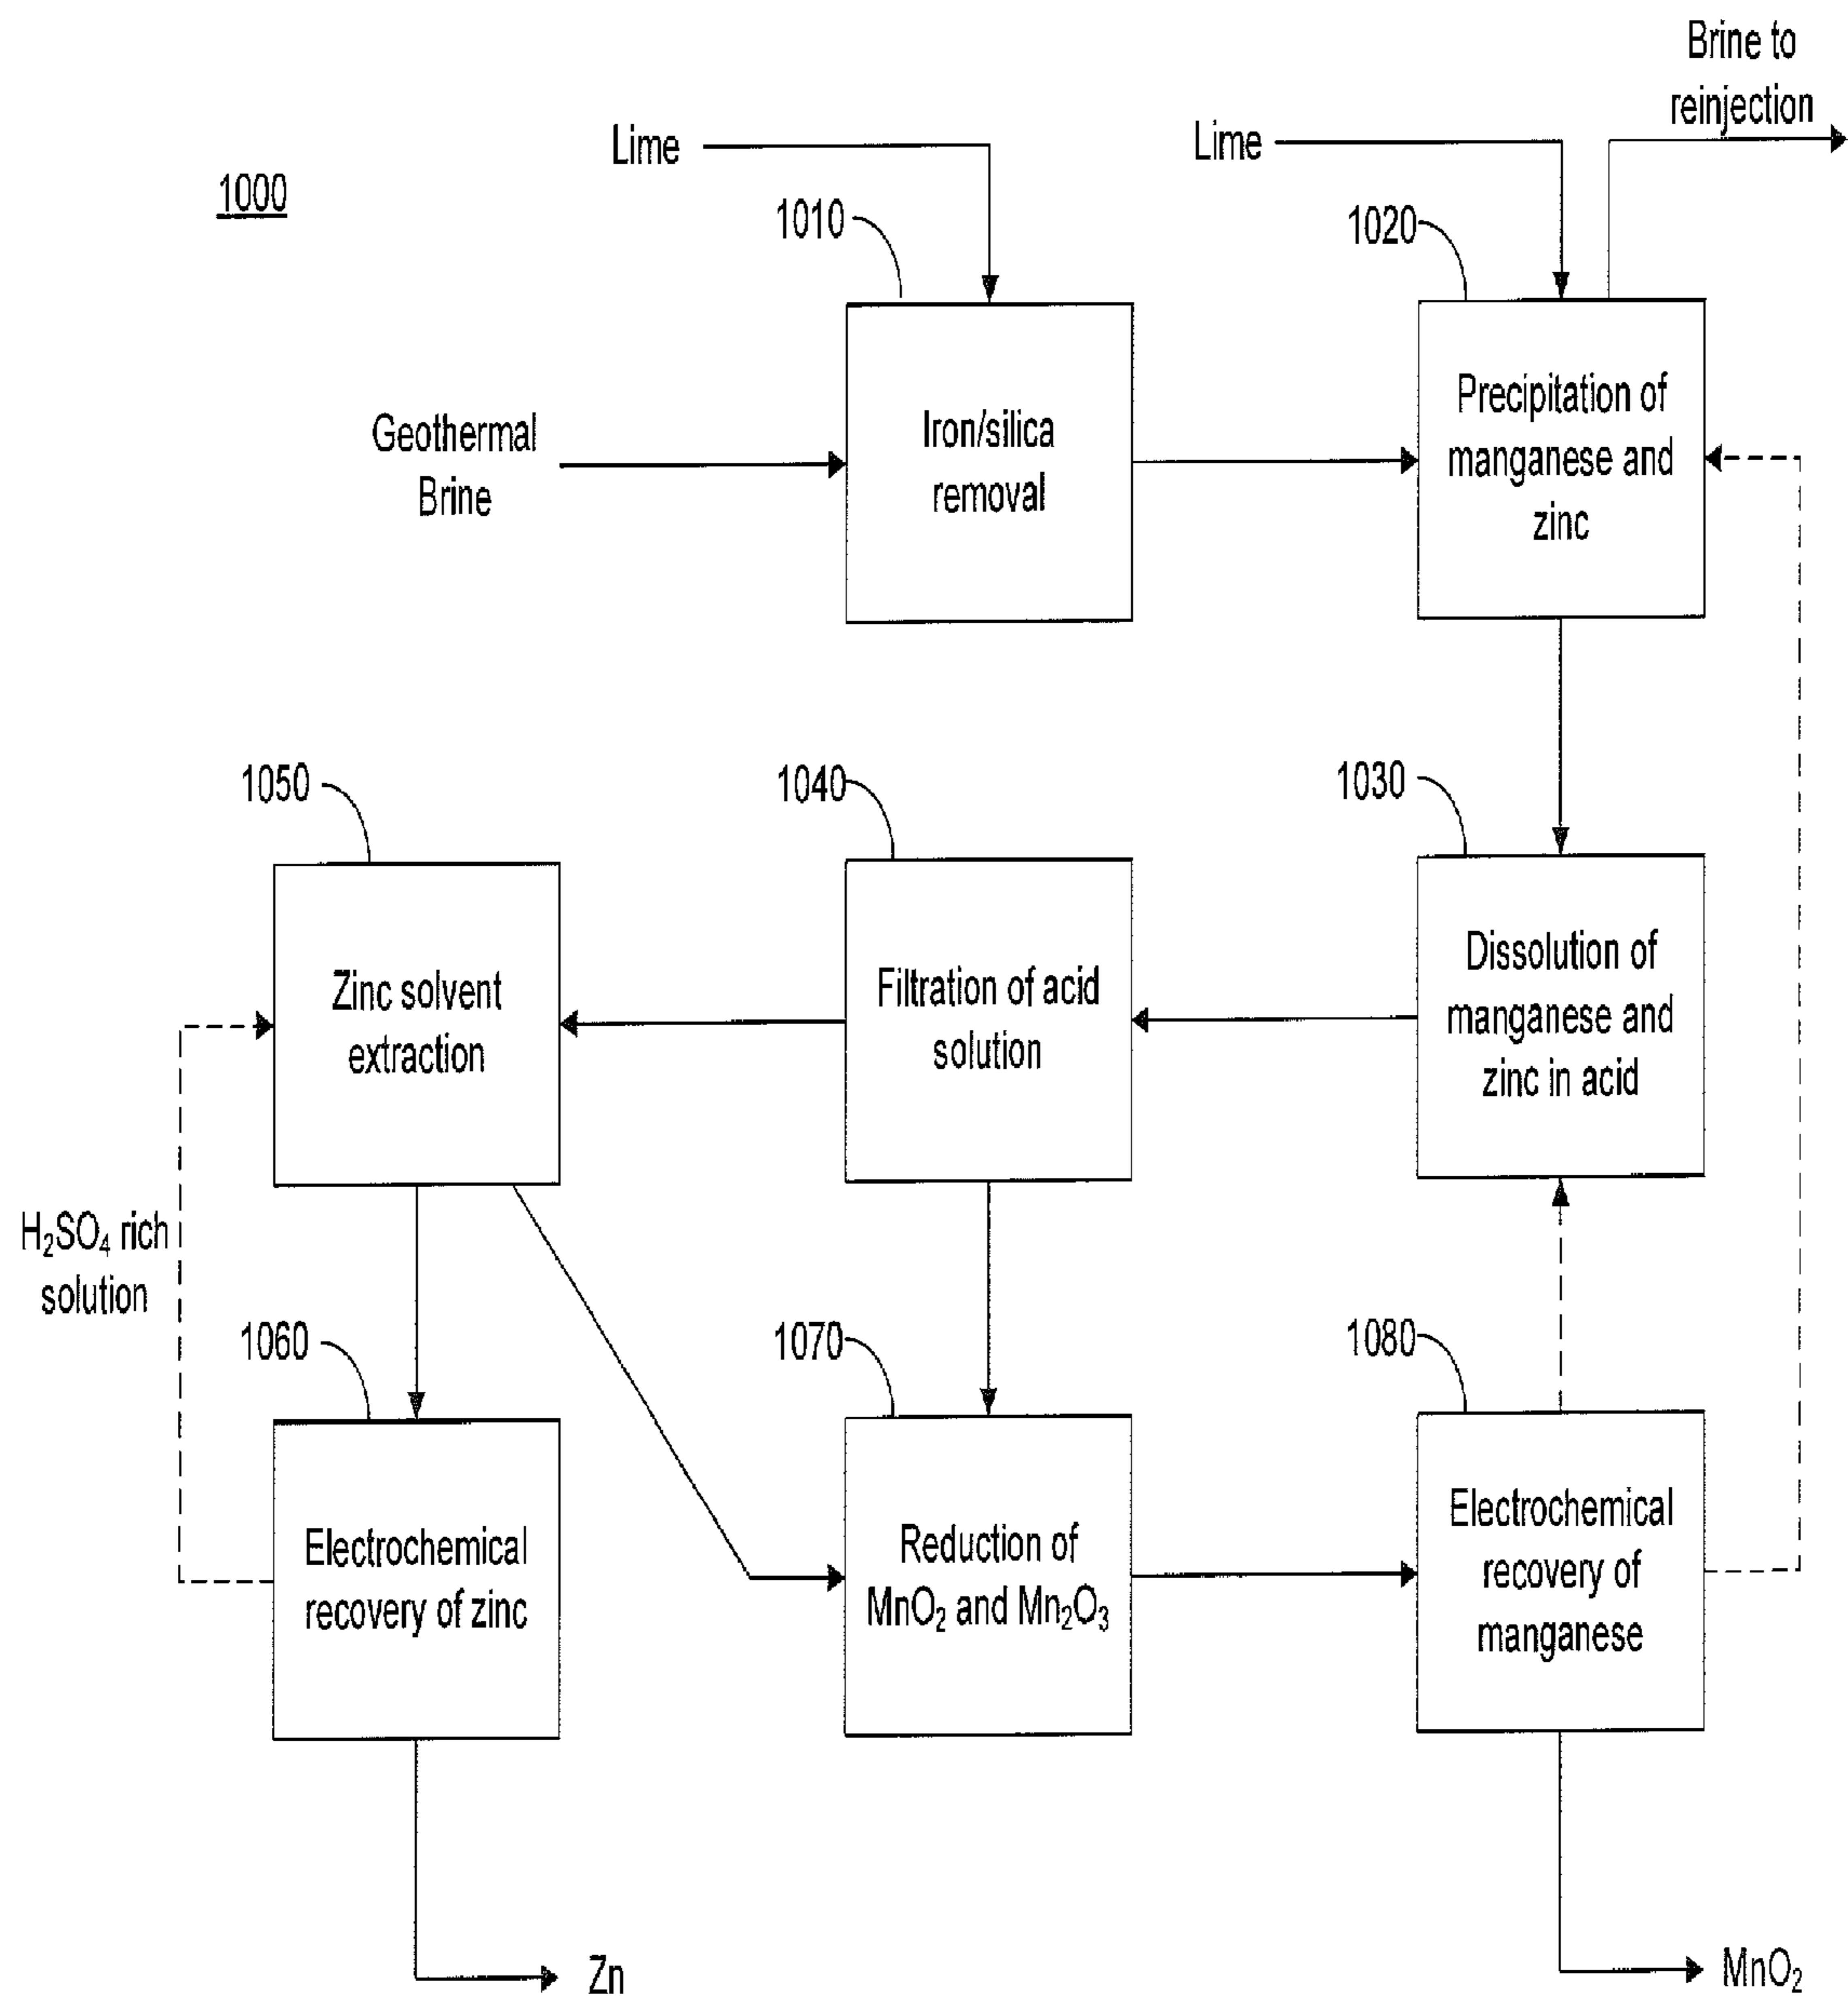 Brine to
reinjection
Lime
Lime
1000
1010
1020
Geothermal
Brine
Iron/silica
removal
Precipitation of
manganese and
zinc
1050
1040
1030
Zinc solvent
extraction
Filtration of acid
solution
Dissolution of
manganese and
zinc in acid
H₂SO₄ rich
solution
1060
1070
1080
Electrochemical
recovery of zinc
Reduction of
MnO₂ and Mn₂O₃
Electrochemical
recovery of
manganese
Zn
MnO₂